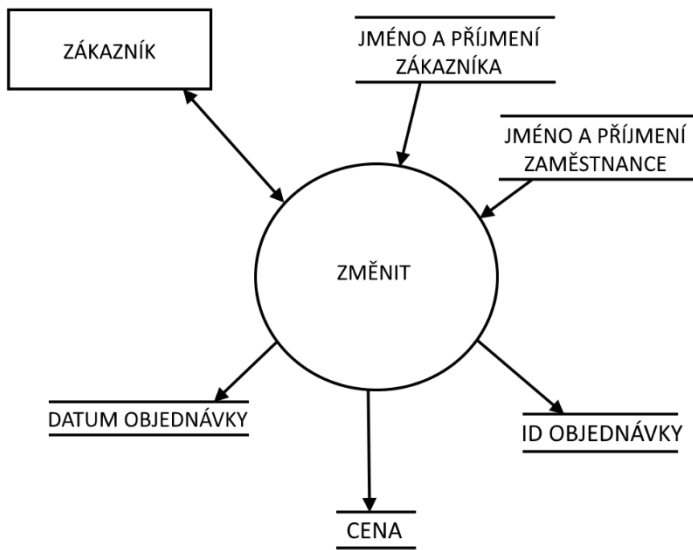 ZÁKAZNÍK
JMÉNO A PŘÍJMENÍ
ZÁKAZNÍKA
JMÉNO A PŘÍJMENÍ
ZAMĚSTNANCE
ZMĚNIT
DATUM OBJEDNÁVKY
ID OBJEDNÁVKY
CENA